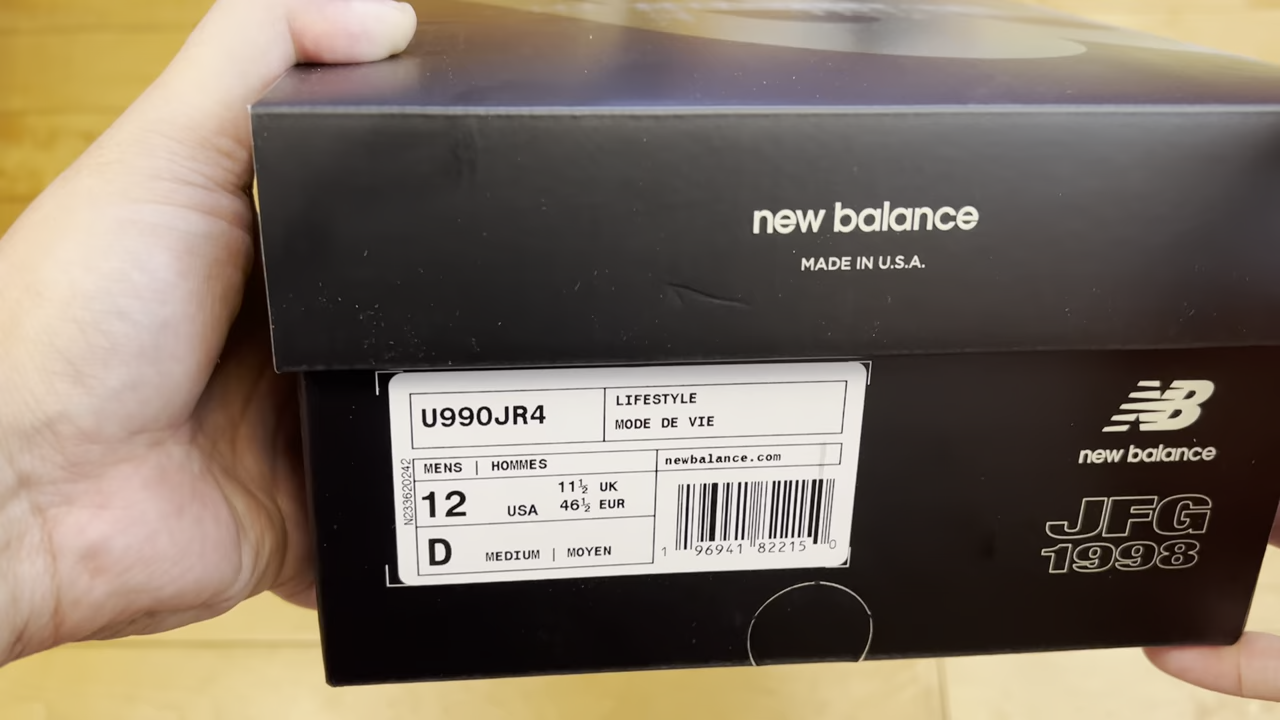 new balance
MADE IN U.S.A.
U990JR4
LIFESTYLE
MODE DE VIE
MENS | HOMMES
newbalance.com
12 USA 11½ UK
46½ EUR
D MEDIUM | MOYEN
1 96941 82215 0
N233620242
NB
new balance
JFG
1998